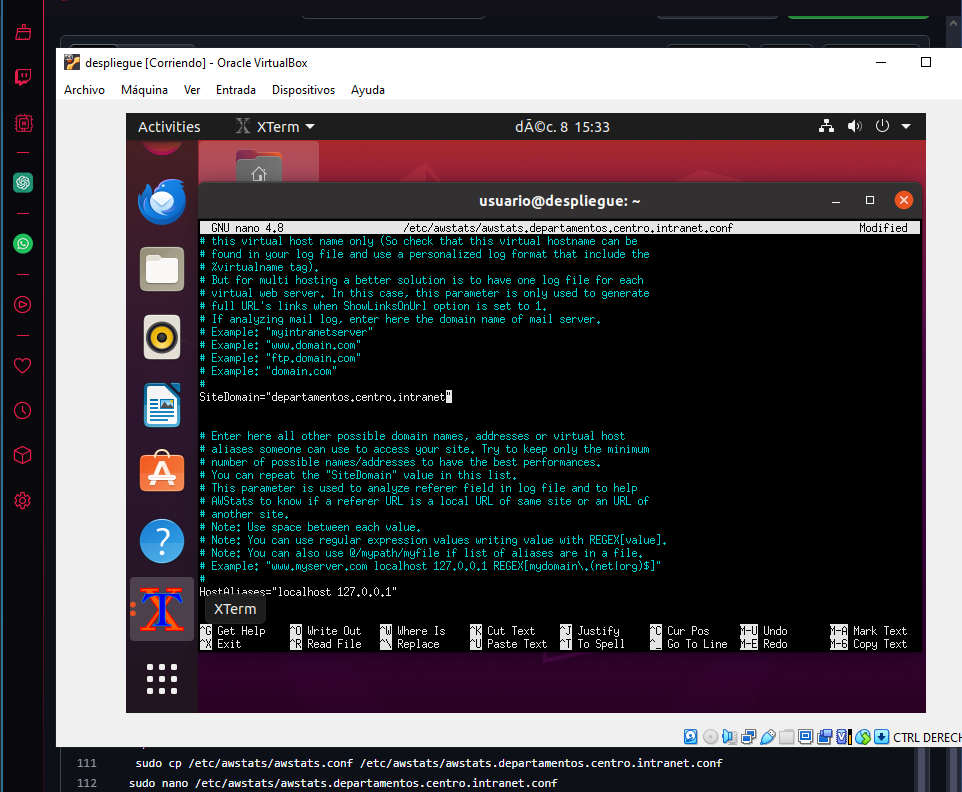 despliegue [Corriendo] - Oracle VirtualBox
Archivo Máquina Ver Entrada Dispositivos Ayuda
Activities XTerm dÃ©c. 8 15:33
usuario@despliegue: ~
GNU nano 4.8 /etc/awstats/awstats.departamentos.centro.intranet.conf Modified
# this virtual host name only (So check that this virtual hostname can be
# found in your log file and use a personalized log format that include the
# %virtualname tag).
# But for multi hosting a better solution is to have one log file for each
# virtual web server. In this case, this parameter is only used to generate
# full URL's links when ShowLinksOnUrl option is set to 1.
# If analyzing mail log, enter here the domain name of mail server.
# Example: "myintranetserver"
# Example: "www.domain.com"
# Example: "ftp.domain.com"
# Example: "domain.com"
#
SiteDomain="departamentos.centro.intranet"
# Enter here all other possible domain names, addresses or virtual host
# aliases someone can use to access your site. Try to keep only the minimum
# number of possible names/addresses to have the best performances.
# You can repeat the "SiteDomain" value in this list.
# This parameter is used to analyze referer field in log file and to help
# AWStats to know if a referer URL is a local URL of same site or an URL of
# another site.
# Note: Use space between each value.
# Note: You can use regular expression values writing value with REGEX[value].
# Note: You can also use @/mypath/myfile if list of aliases are in a file.
# Example: "www.myserver.com localhost 127.0.0.1 REGEX[mydomain\.(net|org)$]"
#
HostAliases="localhost 127.0.0.1"
XTerm
^G Get Help ^O Write Out ^W Where Is ^K Cut Text ^J Justify ^C Cur Pos M-U Undo M-A Mark Text
^X Exit ^R Read File ^\ Replace ^U Paste Text ^T To Spell ^_ Go To Line M-E Redo M-6 Copy Text
CTRL DERECH
111 sudo cp /etc/awstats/awstats.conf /etc/awstats/awstats.departamentos.centro.intranet.conf
112 sudo nano /etc/awstats/awstats.departamentos.centro.intranet.conf